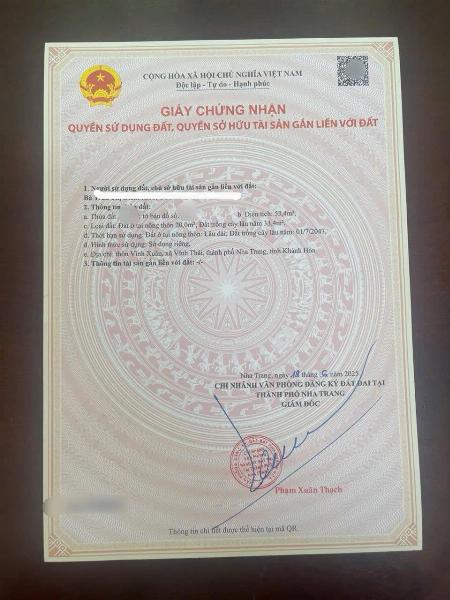 CỘNG HÒA XÃ HỘI CHỦ NGHĨA VIỆT NAM
Độc lập - Tự do - Hạnh phúc
GIẤY CHỨNG NHẬN
QUYỀN SỬ DỤNG ĐẤT, QUYỀN SỞ HỮU TÀI SẢN GẮN LIỀN VỚI ĐẤT
1. Người sử dụng đất, chủ sở hữu tài sản gắn liền với đất:
Bà
2. Thông tin đất:
a. Thửa đất tờ bản đồ số. b. Diện tích: 53,4m²,
c. Loại đất: Đất ở tại nông thôn 20,0m²; Đất trồng cây lâu năm 33,4m²,
d. Thời hạn sử dụng: Đất ở tại nông thôn: Lâu dài; Đất trồng cây lâu năm: 01/7/
đ. Hình thức sử dụng: Sử dụng riêng,
e. Địa chỉ: thôn Vĩnh Xuân, xã Vĩnh Thái, thành phố Nha Trang, tỉnh Khánh Hòa
3. Thông tin tài sản gắn liền với đất: -/-
Nha Trang, ngày 18 tháng năm 2025
CHI NHÁNH VĂN PHÒNG ĐĂNG KÝ ĐẤT ĐAI TẠI
THÀNH PHỐ NHA TRANG
GIÁM ĐỐC
Phạm Xuân Thạch
Thông tin chi tiết được thể hiện tại mã QR.